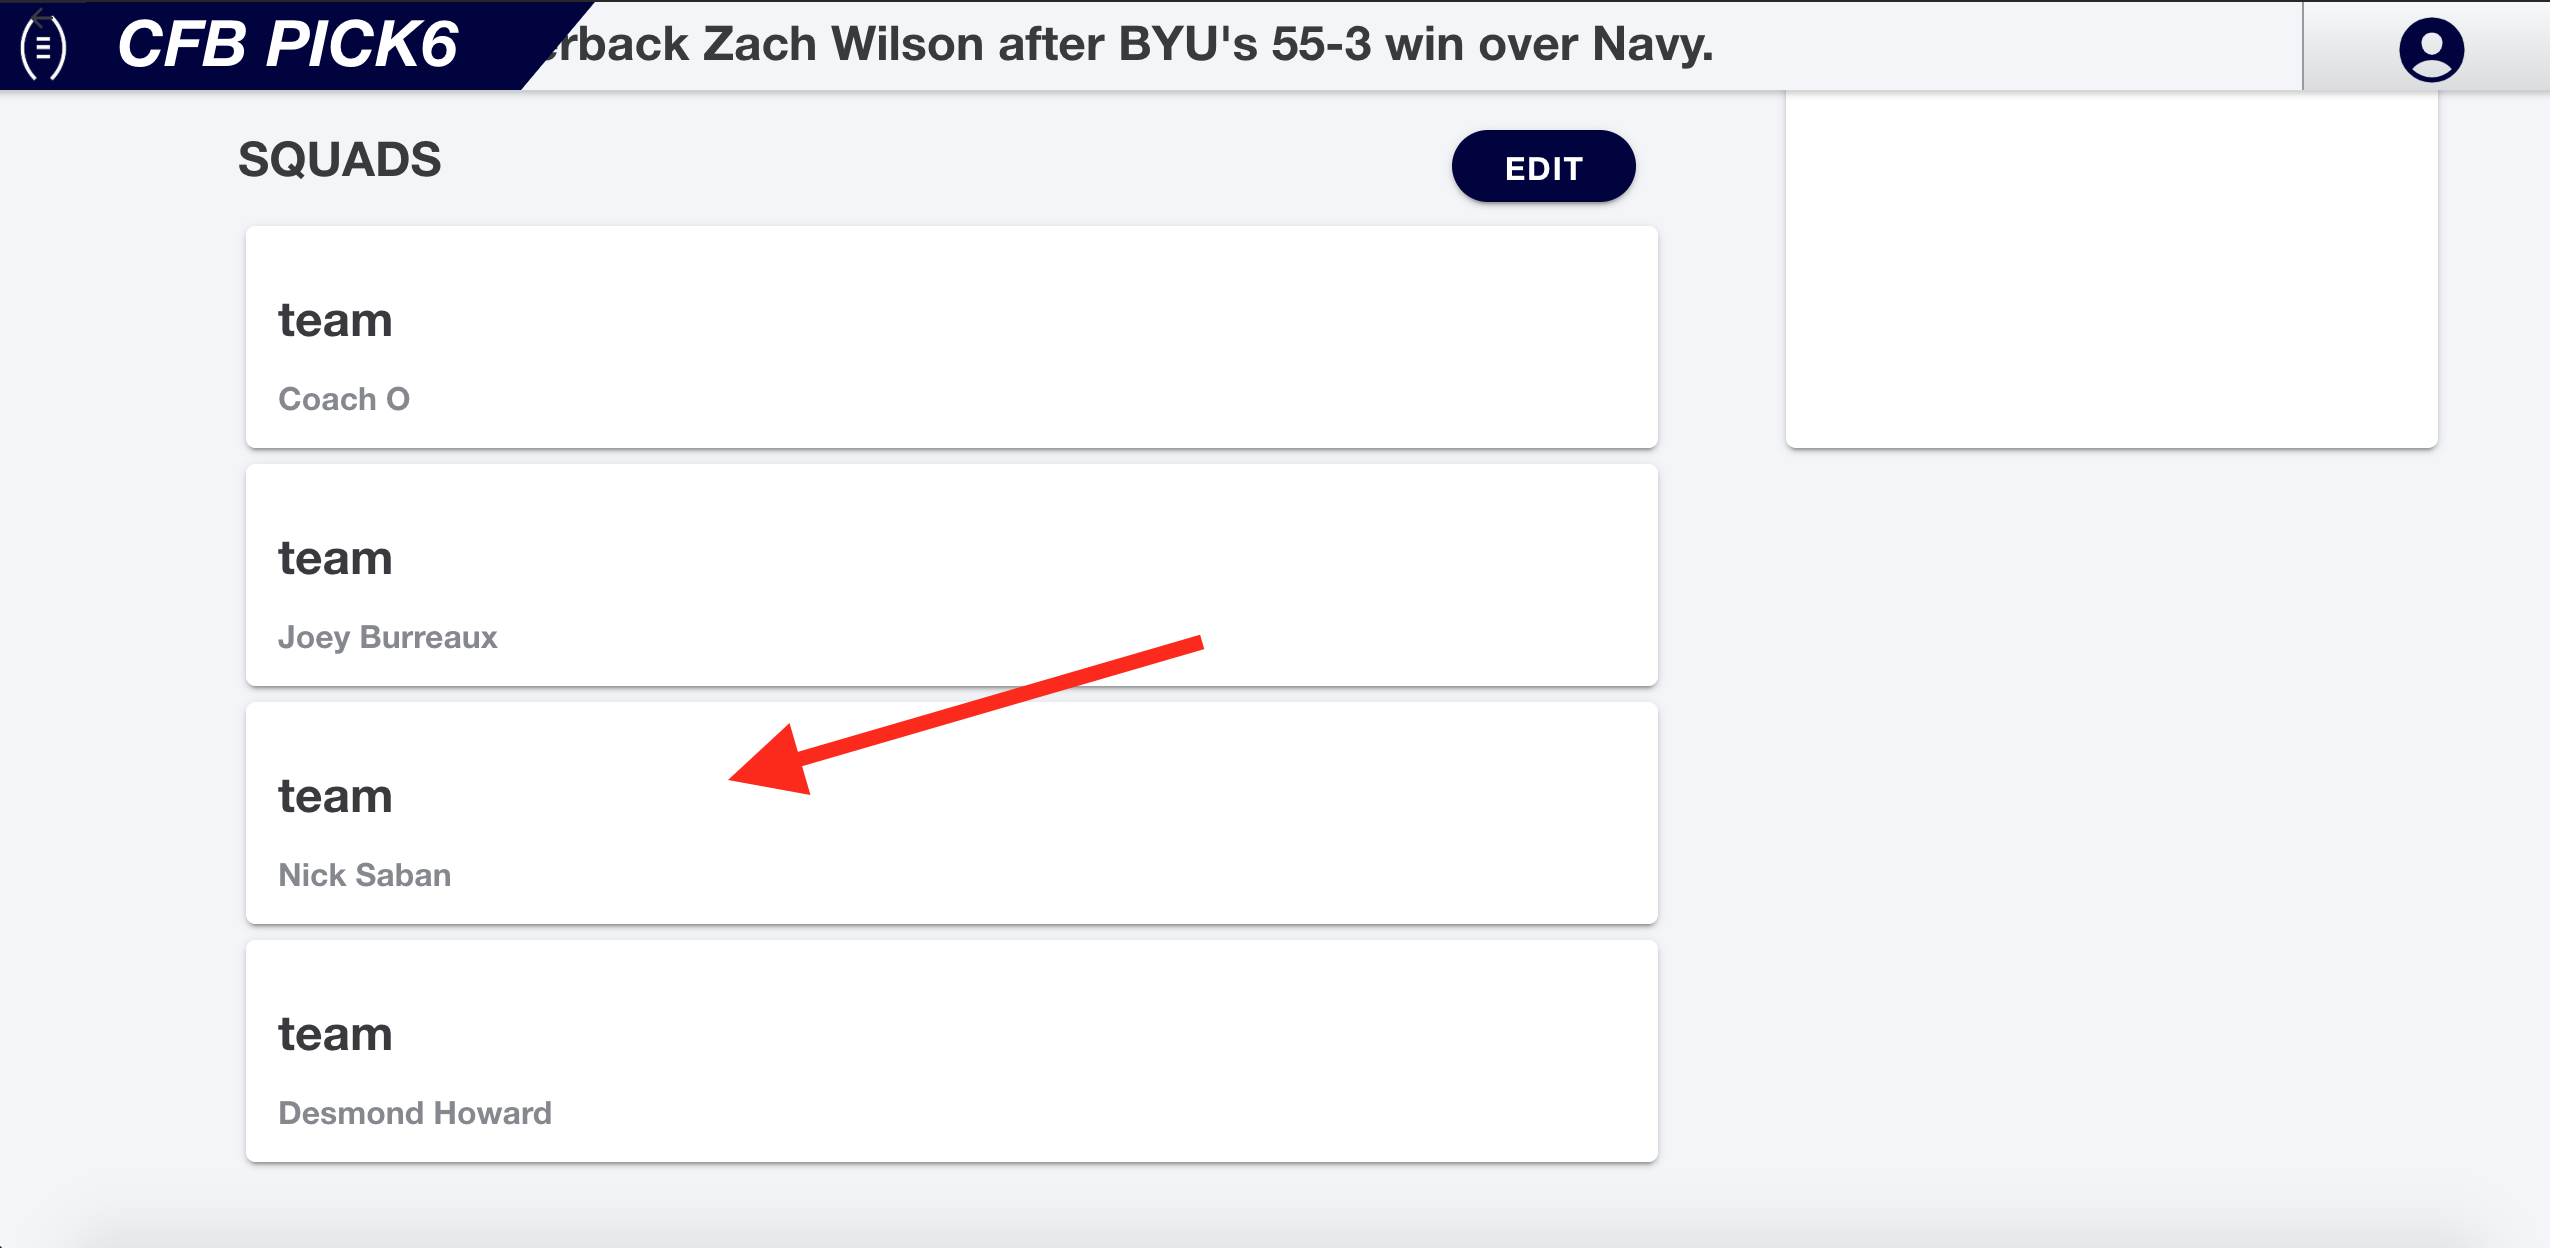 CFB PICK6
rback Zach Wilson after BYU's 55-3 win over Navy.
SQUADS
EDIT
team
Coach O
team
Joey Burreaux
team
Nick Saban
team
Desmond Howard